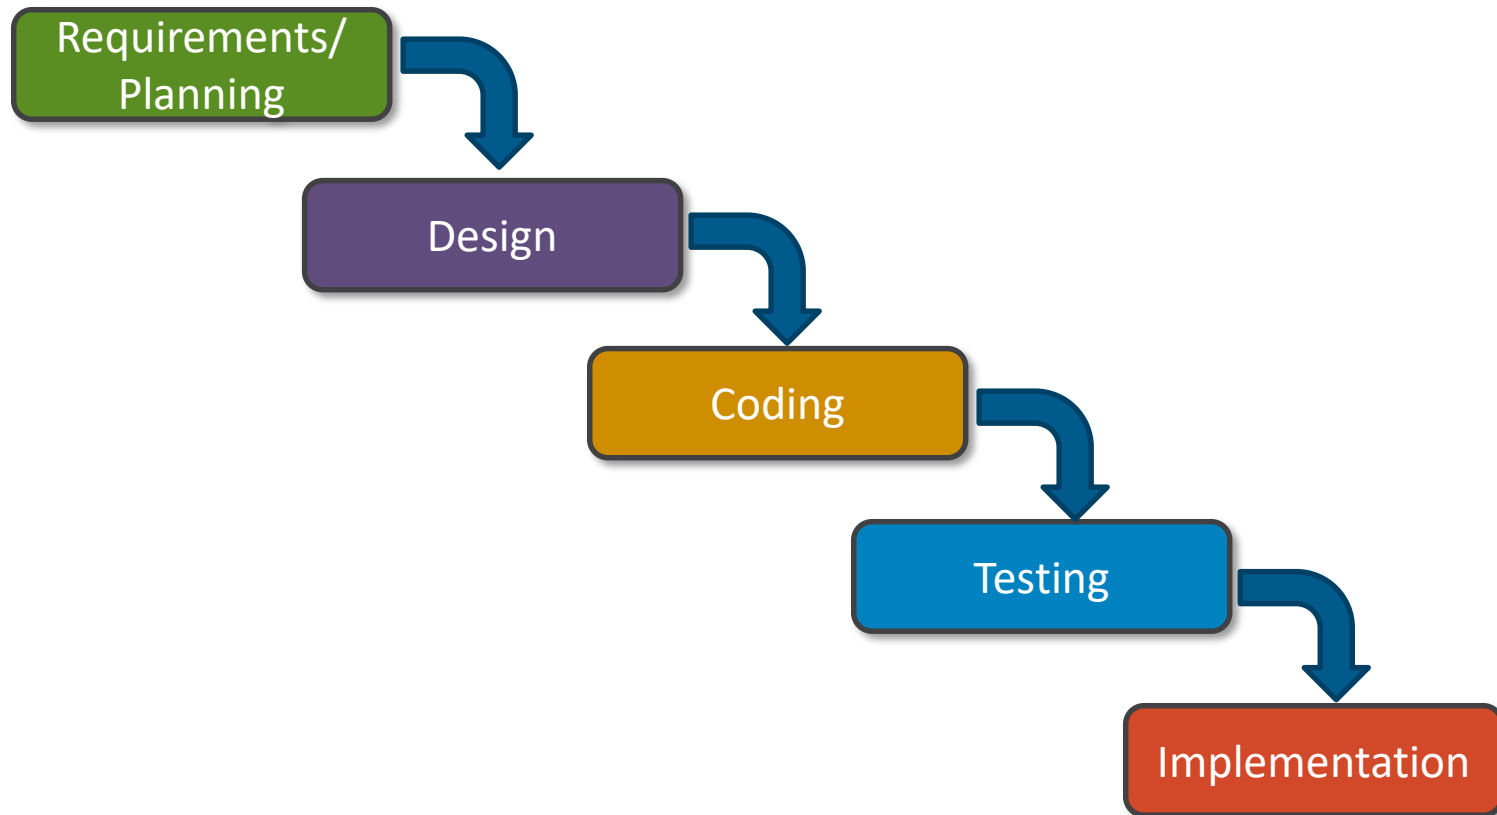 Requirements/
Planning
Design
Coding
Testing
Implementation